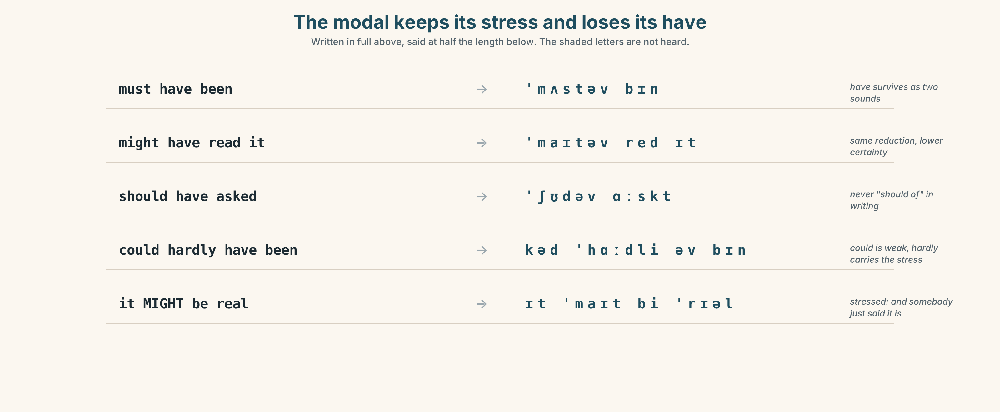 The modal keeps its stress and loses its have
Written in full above, said at half the length below. The shaded letters are not heard.
must have been → ˈmʌstəv bɪn have survives as two
sounds
might have read it → ˈmaɪtəv red ɪt same reduction, lower
certainty
should have asked → ˈʃʊdəv ɑːskt never "should of" in
writing
could hardly have been → kəd ˈhɑːdli əv bɪn could is weak, hardly
carries the stress
it MIGHT be real → ɪt ˈmaɪt bi ˈrɪəl stressed: and somebody
just said it is